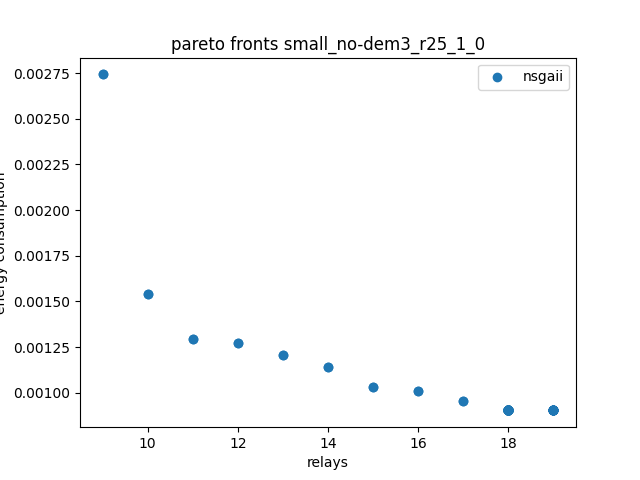 pareto fronts small_no-dem3_r25_1_0
nsgaii
0.00275
0.00250
0.00225
0.00200
0.00175
0.00150
0.00125
0.00100
energy consumption
10 12 14 16 18
relays